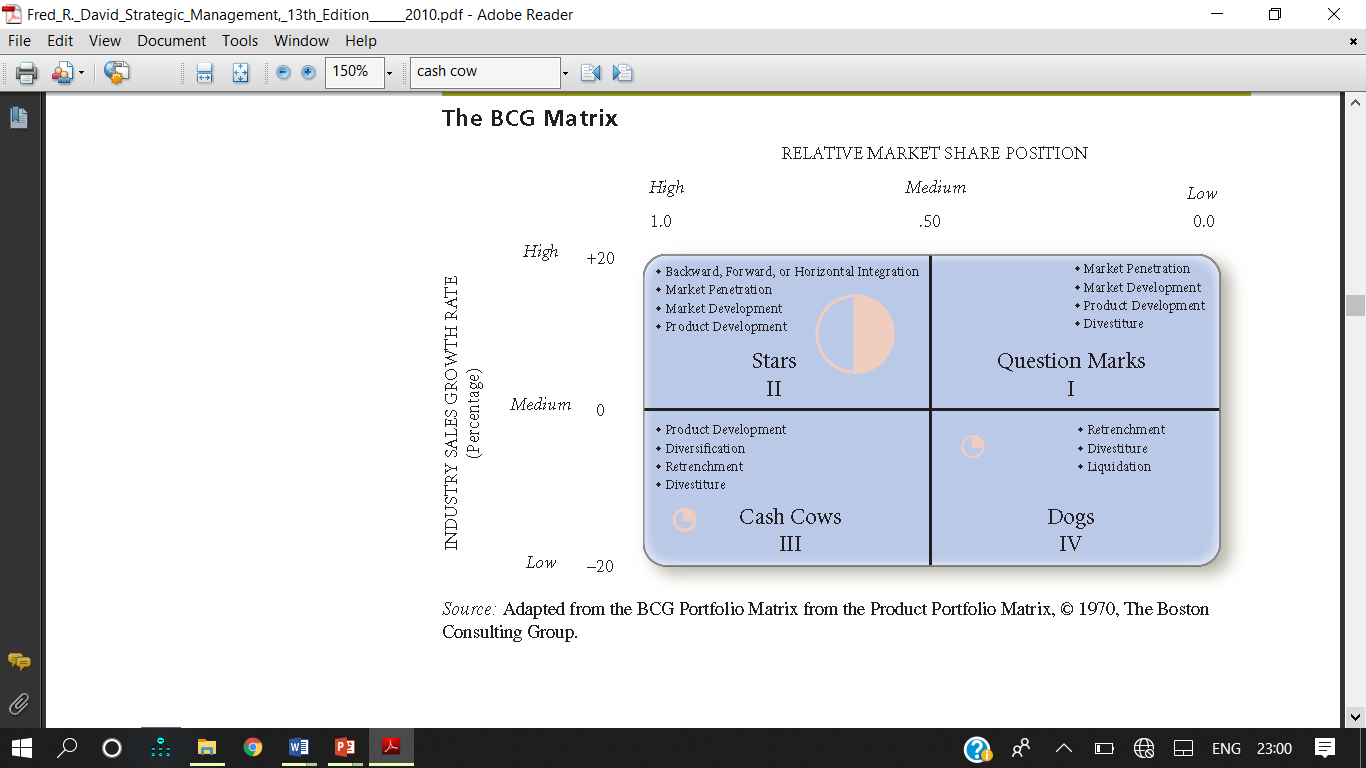 Fred_R._David_Strategic_Management,_13th_Edition_____2010.pdf - Adobe Reader
File Edit View Document Tools Window Help
150% cash cow
The BCG Matrix
RELATIVE MARKET SHARE POSITION
High Medium Low
1.0 .50 0.0
INDUSTRY SALES GROWTH RATE
(Percentage)
High +20
Medium 0
Low –20
• Backward, Forward, or Horizontal Integration
• Market Penetration
• Market Development
• Product Development
Stars
II
• Market Penetration
• Market Development
• Product Development
• Divestiture
Question Marks
I
• Product Development
• Diversification
• Retrenchment
• Divestiture
Cash Cows
III
• Retrenchment
• Divestiture
• Liquidation
Dogs
IV
Source: Adapted from the BCG Portfolio Matrix from the Product Portfolio Matrix, © 1970, The Boston
Consulting Group.
ENG 23:00